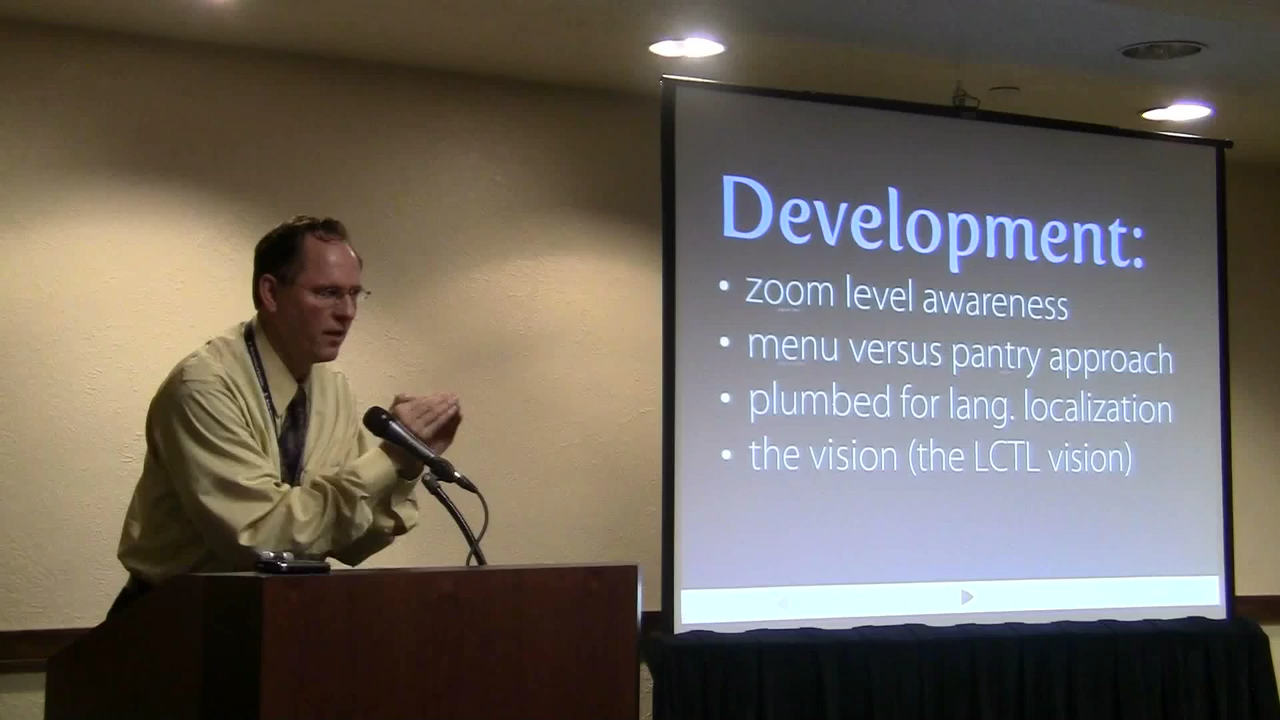 Development:
• zoom level awareness
• menu versus pantry approach
• plumbed for lang. localization
• the vision (the LCTL vision)